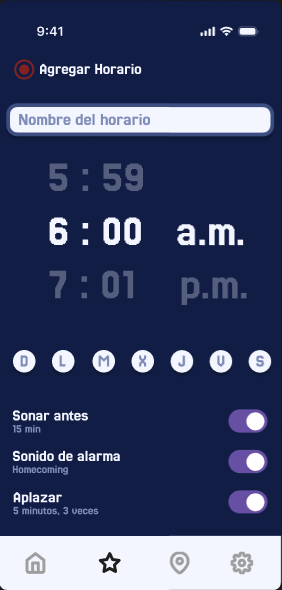 9:41
Agregar Horario
Nombre del horario
5 : 59
6 : 00 a.m.
7 : 01 p.m.
D L M X J V S
Sonar antes
15 min
Sonido de alarma
Homecoming
Aplazar
5 minutos, 3 veces